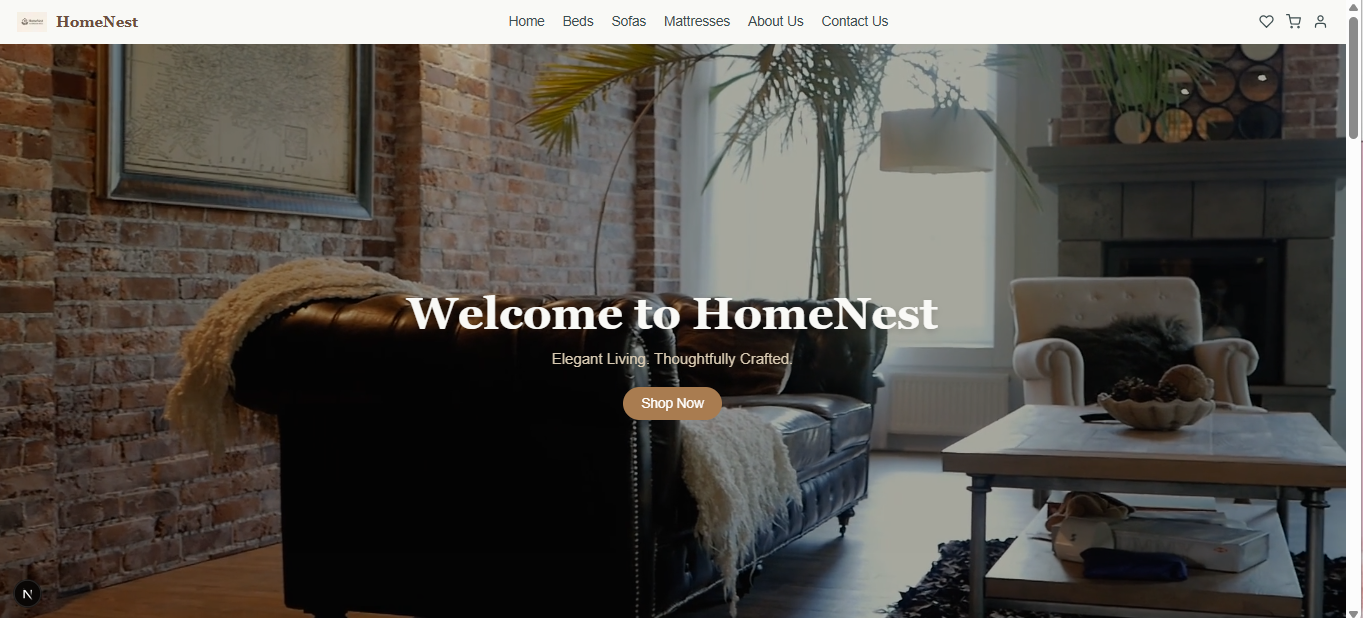 HomeNest
Home Beds Sofas Mattresses About Us Contact Us
Welcome to HomeNest
Elegant Living. Thoughtfully Crafted.
Shop Now
N